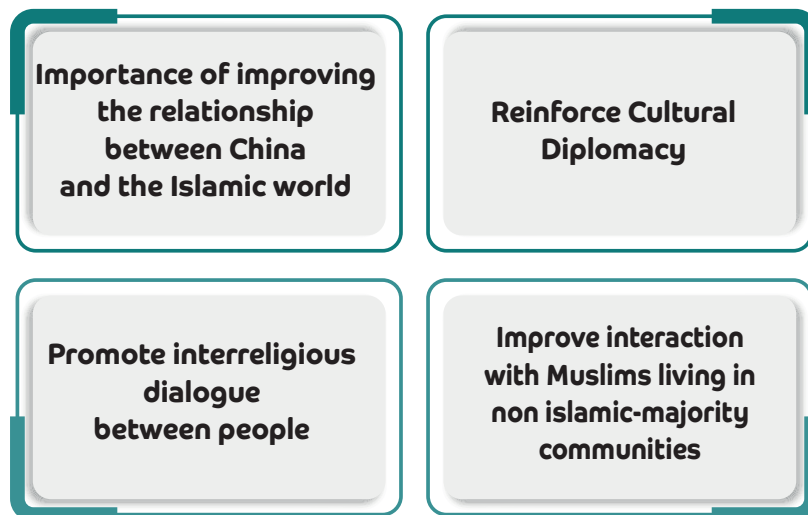 Importance of improving
the relationship
between China
and the Islamic world
Reinforce Cultural
Diplomacy
Promote interreligious
dialogue
between people
Improve interaction
with Muslims living in
non islamic-majority
communities